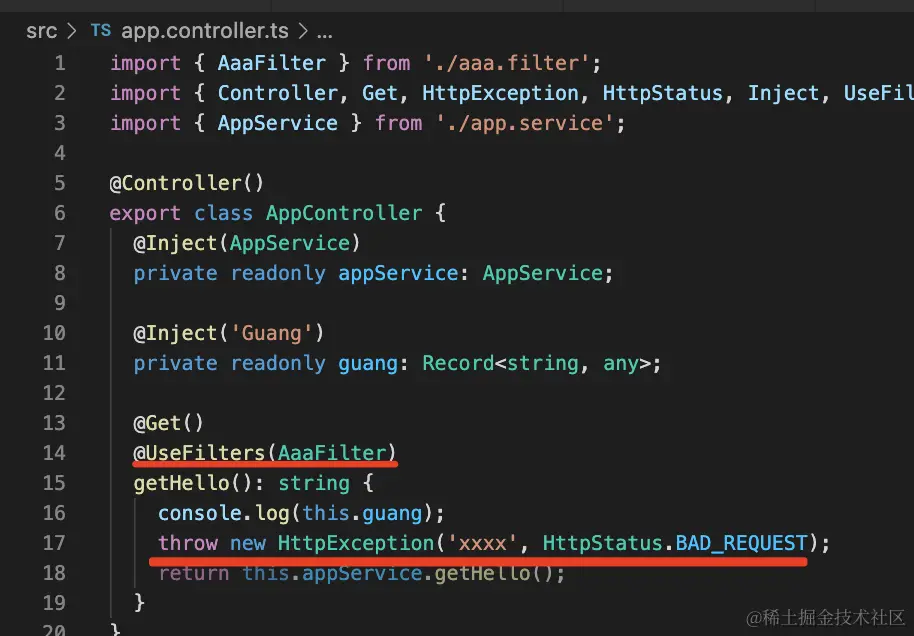 src > TS app.controller.ts > ...
1 import { AaaFilter } from './aaa.filter';
2 import { Controller, Get, HttpException, HttpStatus, Inject, UseFil
3 import { AppService } from './app.service';
4
5 @Controller()
6 export class AppController {
7 @Inject(AppService)
8 private readonly appService: AppService;
9
10 @Inject('Guang')
11 private readonly guang: Record<string, any>;
12
13 @Get()
14 @UseFilters(AaaFilter)
15 getHello(): string {
16 console.log(this.guang);
17 throw new HttpException('xxxx', HttpStatus.BAD_REQUEST);
18 return this.appService.getHello();
19 }
20 }
@稀土掘金技术社区